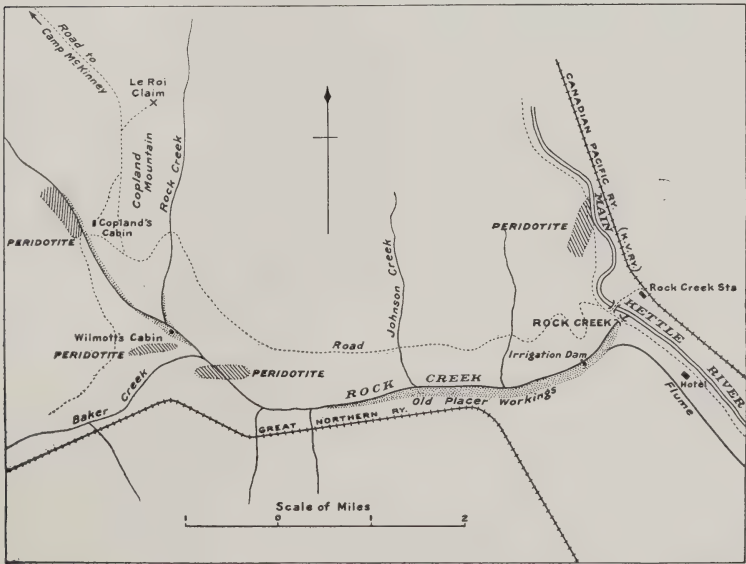 Road to
Camp McKinney
Le Roi
Claim
Copland
Mountain
Rock Creek
CANADIAN PACIFIC RY.
(K.V.RY.)
Copland's
Cabin
PERIDOTITE
PERIDOTITE
MAIN
KETTLE
RIVER
Rock Creek Sta
Johnson Creek
ROCK CREEK
Wilmott's Cabin
Road
PERIDOTITE
Irrigation Dam
PERIDOTITE
Hotel
ROCK CREEK
Old Placer Workings
Flume
Baker Creek
GREAT NORTHERN RY.
Scale of Miles
1 0 1 2